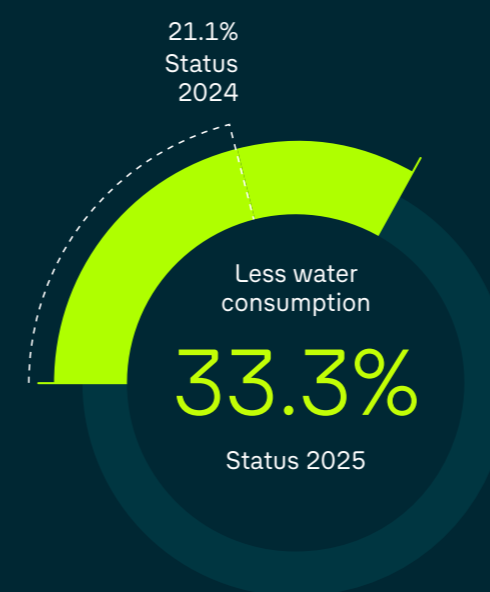 21.1%
Status
2024
Less water
consumption
33.3%
Status 2025